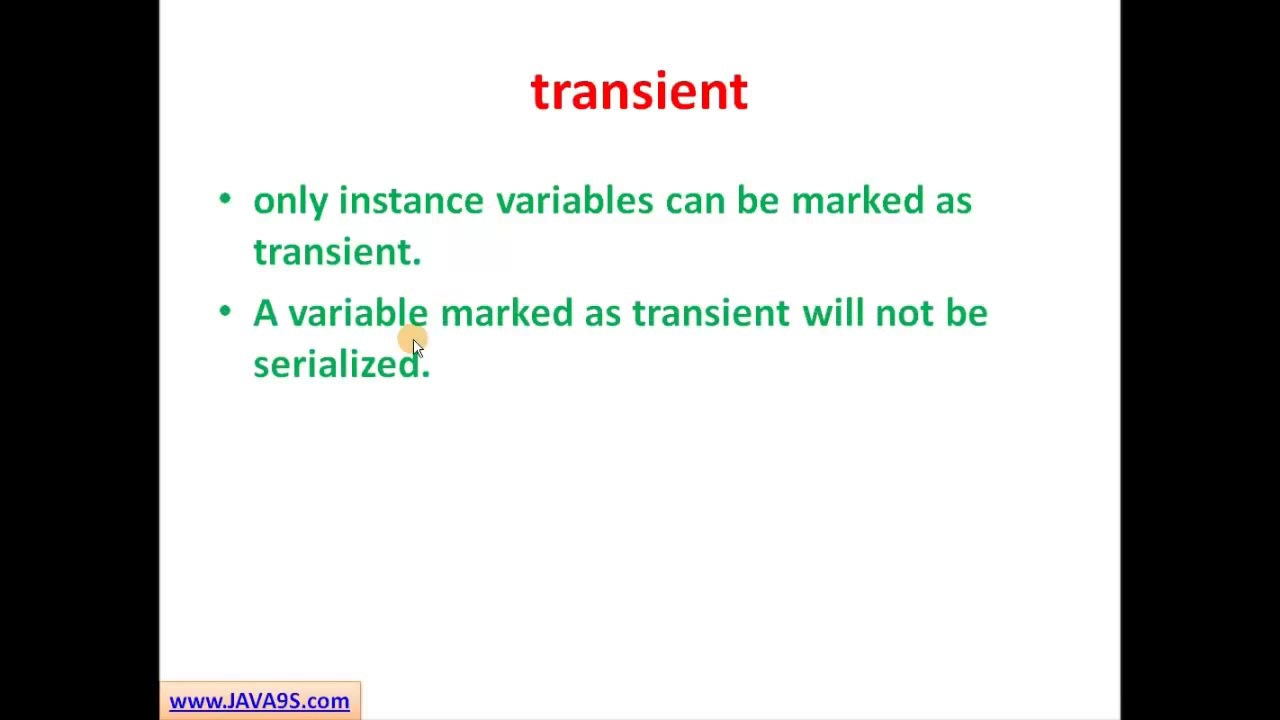 transient
• only instance variables can be marked as
transient.
• A variable marked as transient will not be
serialized.
www.JAVA9S.com